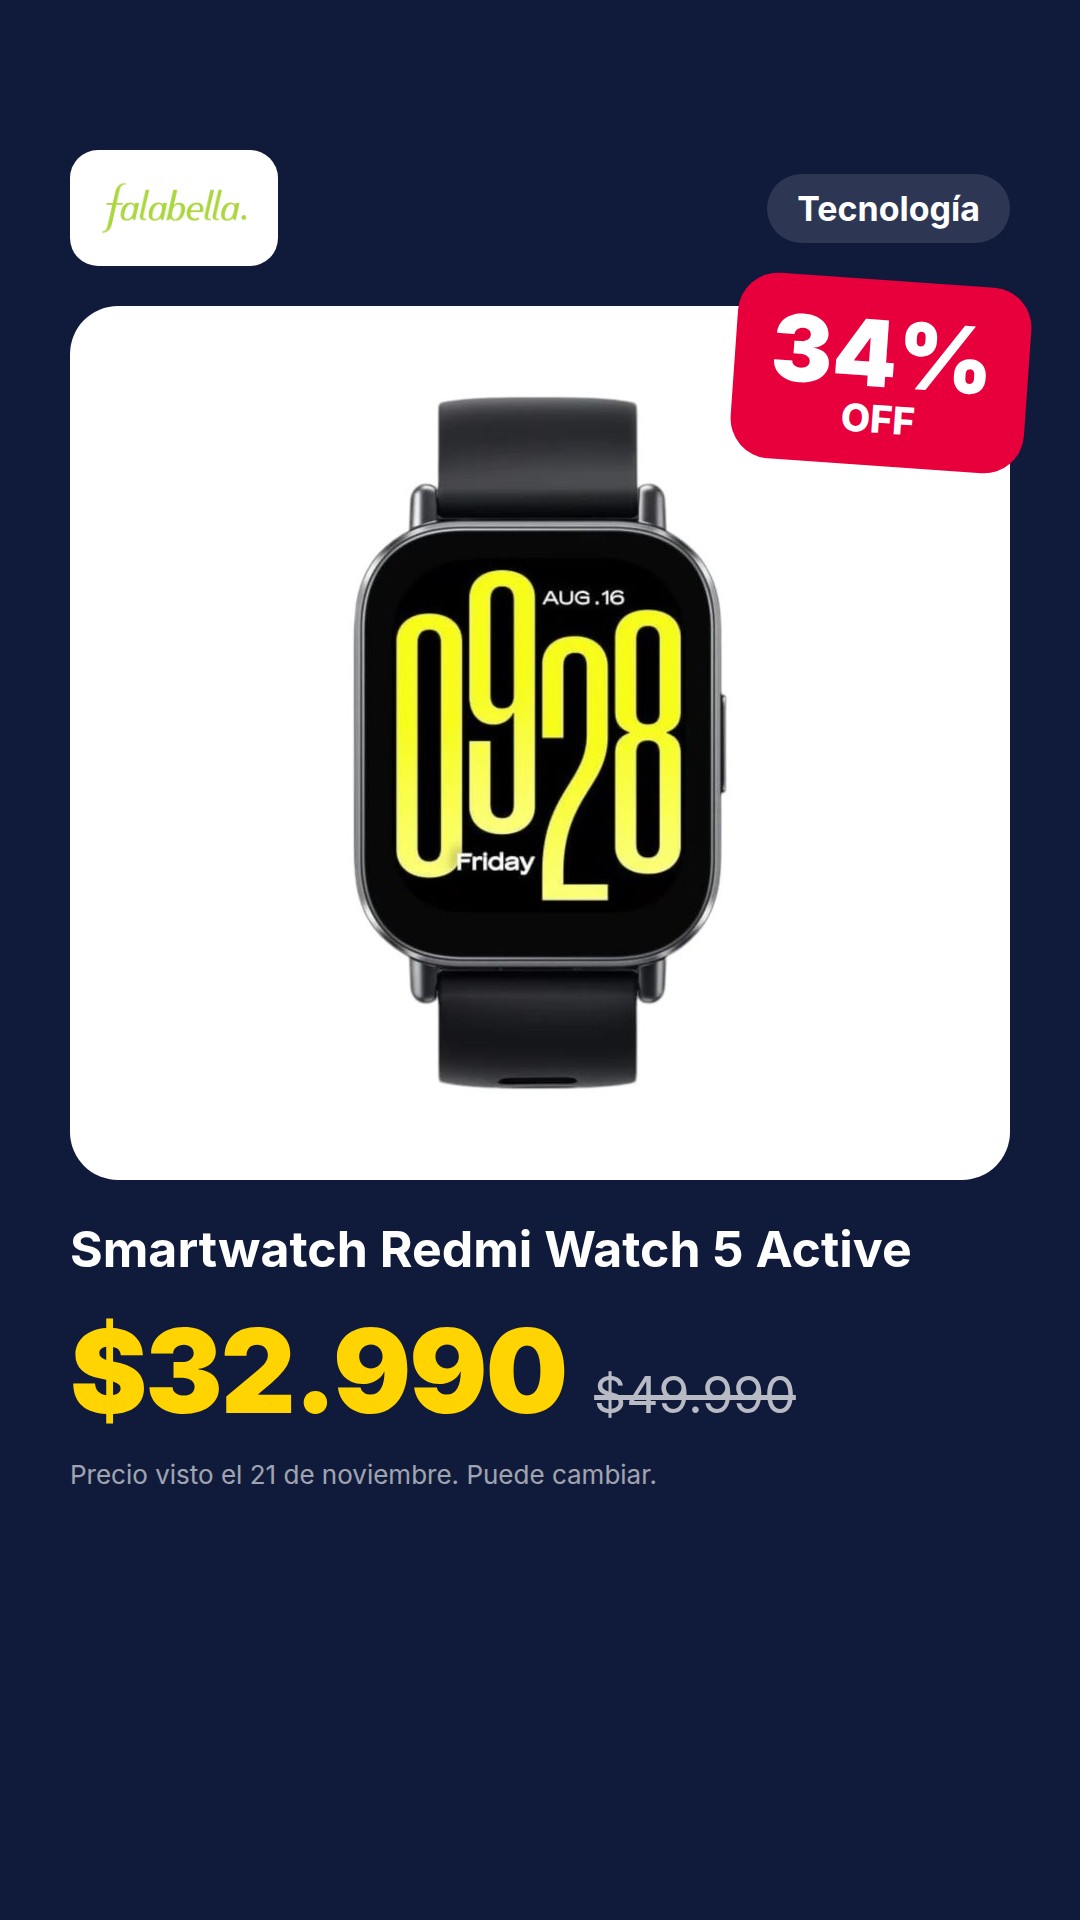 falabella.
Tecnología
34%
OFF
AUG.16
0928
Friday
Smartwatch Redmi Watch 5 Active
$32.990 $49.990
Precio visto el 21 de noviembre. Puede cambiar.